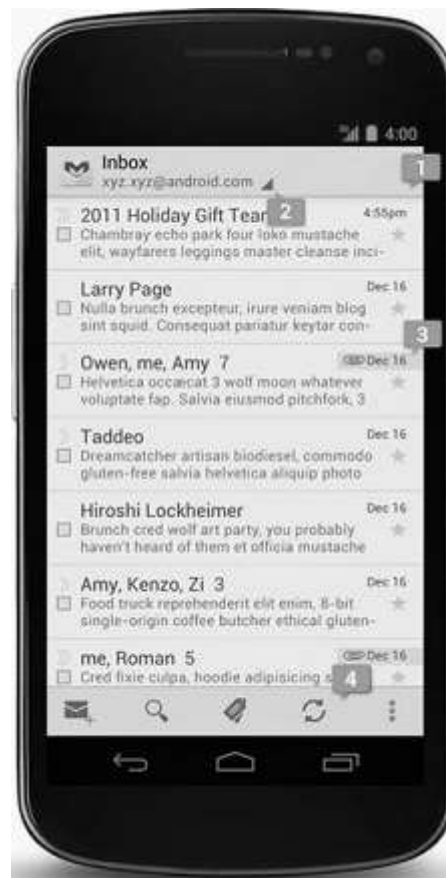 4:00
Inbox
1
xyz.xyz@android.com
2
2011 Holiday Gift Tear
4:55pm
Chambray echo park four loko mustache
elit, wayfarers leggings master cleanse inci-
Larry Page
Dec 16
Nulla brunch excepteur, irure veniam blog
sint squid. Consequat pariatur keytar con-
3
Owen, me, Amy 7
Dec 16
Helvetica occæcat 3 wolf moon whatever
voluptate fap. Salvia eiusmod pitchfork, 3
Taddeo
Dec 16
Dreamcatcher artisan biodiesel, commodo
gluten-free salvia helvetica aliquip photo
Hiroshi Lockheimer
Dec 16
Brunch cred wolf art party, you probably
haven't heard of them et officia mustache
Amy, Kenzo, Zi 3
Dec 16
Food truck reprehenderit elit enim, 8-bit
single-origin coffee butcher ethical gluten-
me, Roman 5
Dec 16
Cred fixie culpa, hoodie adipisicing s
4